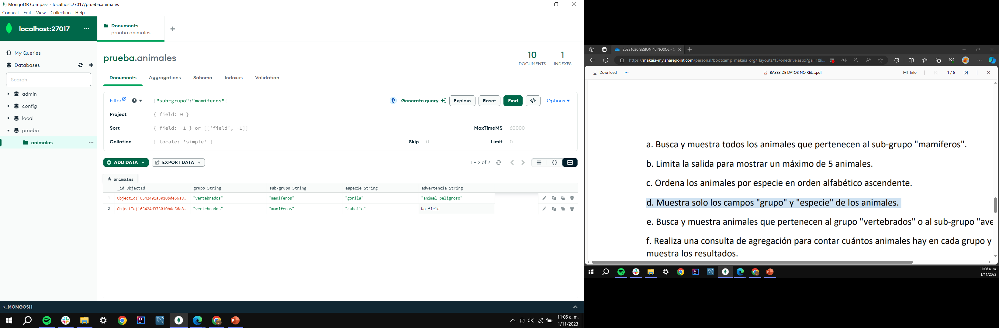 MongoDB Compass - localhost:27017/prueba.animales
Connect Edit View Collection Help
localhost:27017 ...
Documents
prueba.animales
My Queries
Databases
Search
admin
config
local
prueba
animales ...
prueba.animales
10
DOCUMENTS
1
INDEXES
Documents Aggregations Schema Indexes Validation
Filter {"sub-grupo":"mamiferos"} Generate query Explain Reset Find </> Options
Project { field: 0 }
Sort { field: -1 } or [['field', -1]] MaxTimeMS 60000
Collation { locale: 'simple' } Skip 0 Limit 0
ADD DATA EXPORT DATA 1 – 2 of 2 {}
animales
_id ObjectId grupo String sub-grupo String especie String advertencia String
1 ObjectId('6542491a3010bde56a8… "vertebrados" "mamiferos" "gorila" "animal peligroso"
2 ObjectId('65424d373010bde56a8… "vertebrados" "mamiferos" "caballo" No field
>_MONGOSH
11:06 a. m.
1/11/2023
20231030 SESION 40 NOSQL - O
https://makaia-my.sharepoint.com/personal/bootcamp_makaia_org/_layouts/15/onedrive.aspx?ga=1&i...
Download ... BASES DE DATOS NO REL....pdf Info 1 / 6
a. Busca y muestra todos los animales que pertenecen al sub-grupo "mamíferos".
b. Limita la salida para mostrar un máximo de 5 animales.
c. Ordena los animales por especie en orden alfabético ascendente.
d. Muestra solo los campos "grupo" y "especie" de los animales.
e. Busca y muestra animales que pertenecen al grupo "vertebrados" o al sub-grupo "ave
f. Realiza una consulta de agregación para contar cuántos animales hay en cada grupo y
muestra los resultados.
11:06 a. m.
1/11/2023